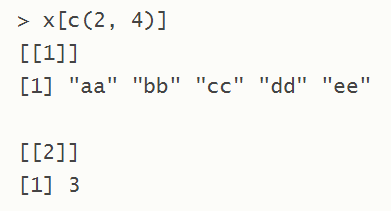 > x[c(2, 4)]
[[1]]
[1] "aa" "bb" "cc" "dd" "ee"
[[2]]
[1] 3